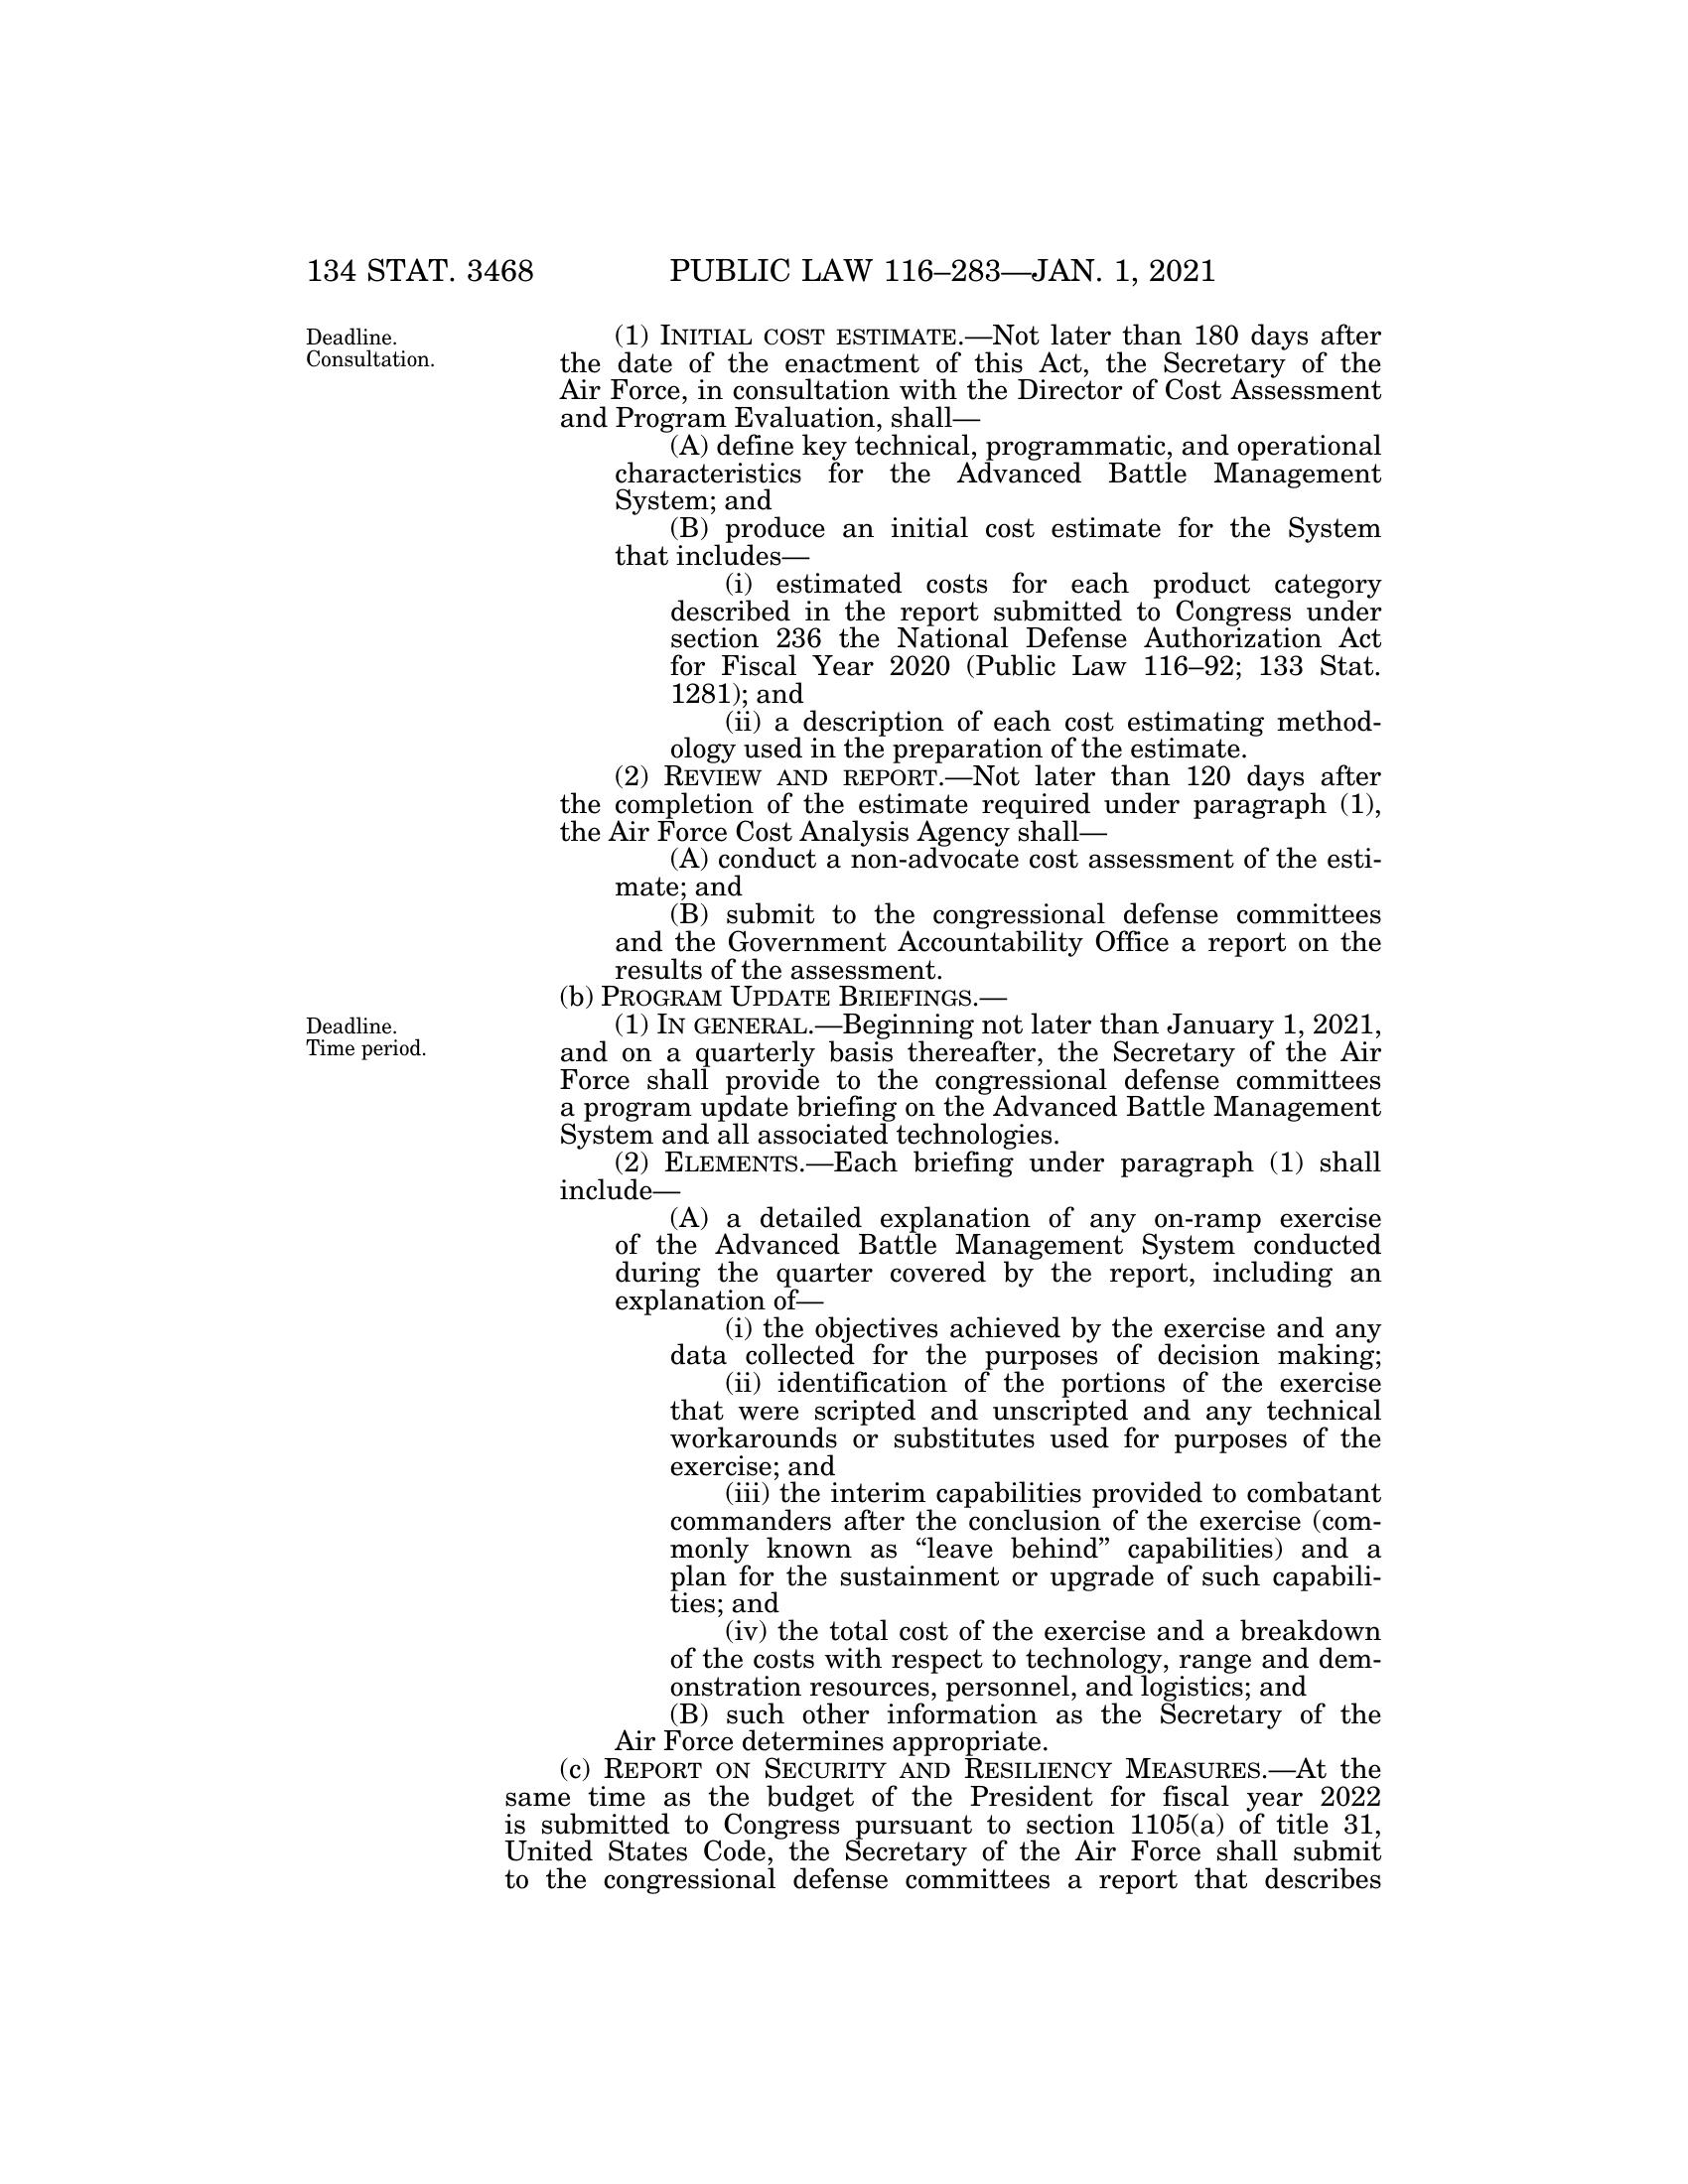 134 STAT. 3468 PUBLIC LAW 116–283—JAN. 1, 2021
Deadline.
Consultation.
(1) INITIAL COST ESTIMATE.—Not later than 180 days after
the date of the enactment of this Act, the Secretary of the
Air Force, in consultation with the Director of Cost Assessment
and Program Evaluation, shall—
(A) define key technical, programmatic, and operational
characteristics for the Advanced Battle Management
System; and
(B) produce an initial cost estimate for the System
that includes—
(i) estimated costs for each product category
described in the report submitted to Congress under
section 236 the National Defense Authorization Act
for Fiscal Year 2020 (Public Law 116–92; 133 Stat.
1281); and
(ii) a description of each cost estimating method-
ology used in the preparation of the estimate.
(2) REVIEW AND REPORT.—Not later than 120 days after
the completion of the estimate required under paragraph (1),
the Air Force Cost Analysis Agency shall—
(A) conduct a non-advocate cost assessment of the esti-
mate; and
(B) submit to the congressional defense committees
and the Government Accountability Office a report on the
results of the assessment.
(b) PROGRAM UPDATE BRIEFINGS.—
Deadline.
Time period.
(1) IN GENERAL.—Beginning not later than January 1, 2021,
and on a quarterly basis thereafter, the Secretary of the Air
Force shall provide to the congressional defense committees
a program update briefing on the Advanced Battle Management
System and all associated technologies.
(2) ELEMENTS.—Each briefing under paragraph (1) shall
include—
(A) a detailed explanation of any on-ramp exercise
of the Advanced Battle Management System conducted
during the quarter covered by the report, including an
explanation of—
(i) the objectives achieved by the exercise and any
data collected for the purposes of decision making;
(ii) identification of the portions of the exercise
that were scripted and unscripted and any technical
workarounds or substitutes used for purposes of the
exercise; and
(iii) the interim capabilities provided to combatant
commanders after the conclusion of the exercise (com-
monly known as “leave behind” capabilities) and a
plan for the sustainment or upgrade of such capabili-
ties; and
(iv) the total cost of the exercise and a breakdown
of the costs with respect to technology, range and dem-
onstration resources, personnel, and logistics; and
(B) such other information as the Secretary of the
Air Force determines appropriate.
(c) REPORT ON SECURITY AND RESILIENCY MEASURES.—At the
same time as the budget of the President for fiscal year 2022
is submitted to Congress pursuant to section 1105(a) of title 31,
United States Code, the Secretary of the Air Force shall submit
to the congressional defense committees a report that describes